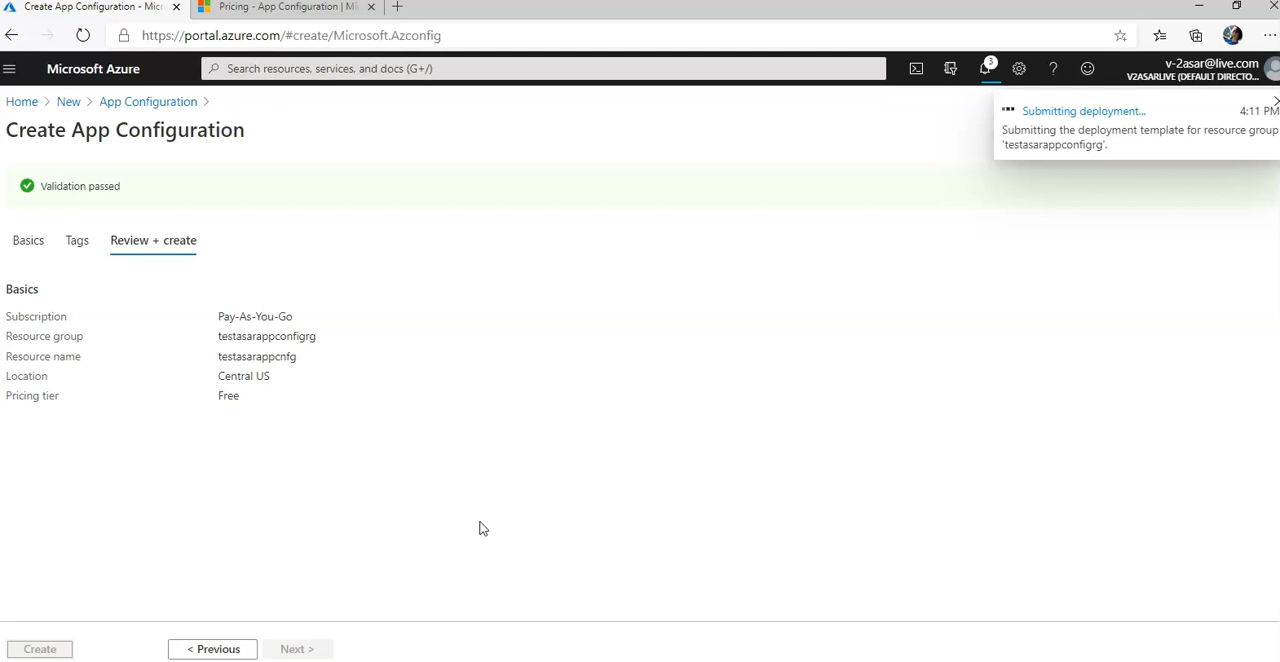 Create App Configuration - Micr
Pricing - App Configuration | Mi
https://portal.azure.com/#create/Microsoft.Azconfig
Microsoft Azure
Search resources, services, and docs (G+/)
3
v-2asar@live.com
V2ASARLIVE (DEFAULT DIRECTO...
Home > New > App Configuration >
Create App Configuration
Submitting deployment...
4:11 PM
Submitting the deployment template for resource group
'testasarappconfigrg'.
Validation passed
Basics Tags Review + create
Basics
Subscription Pay-As-You-Go
Resource group testasarappconfigrg
Resource name testasarappcnfg
Location Central US
Pricing tier Free
Create < Previous Next >